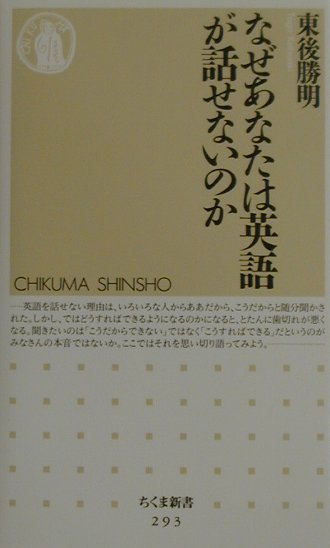 東後勝明
なぜあなたは英語
が話せないのか
CHIKUMA SHINSHO
──英語を話せない理由は、いろいろな人からああだから、こうだからと随分聞かさ
れた。しかし、ではどうすればできるようになるのかになると、とたんに歯切れが悪く
なる。聞きたいのは「こうだからできない」ではなく「こうすればできる」だというのが
みなさんの本音ではないか。ここではそれを思い切り語ってみよう。──
ちくま新書
293